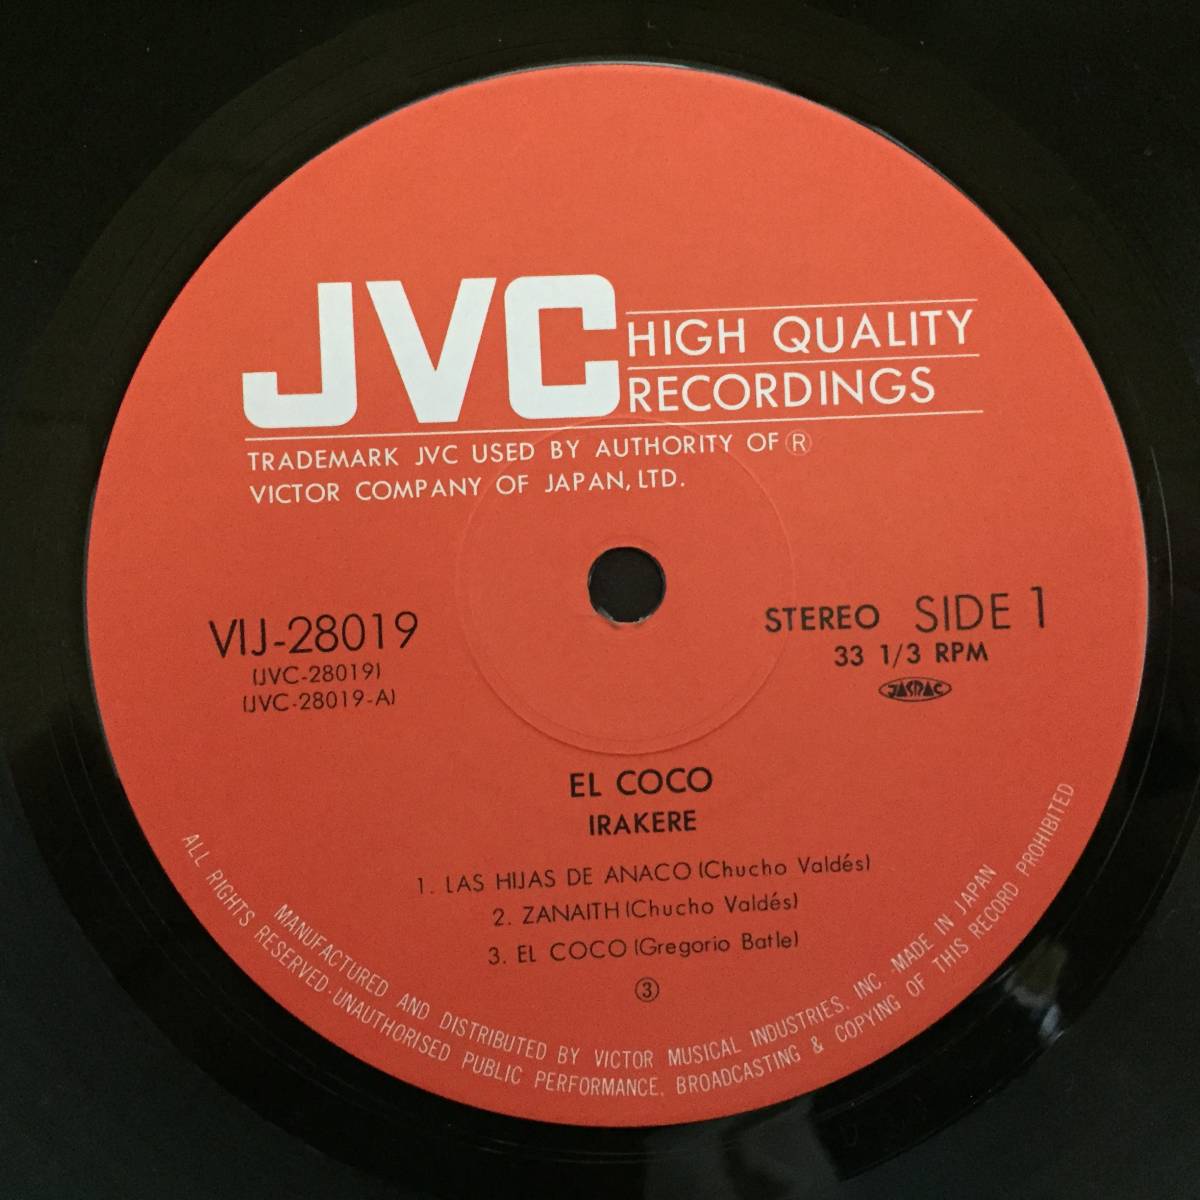 JVC
HIGH QUALITY
RECORDINGS
TRADEMARK JVC USED BY AUTHORITY OF Ⓡ
VICTOR COMPANY OF JAPAN, LTD.
VIJ-28019
(JVC-28019)
(JVC-28019-A)
STEREO SIDE 1
33 1/3 RPM
JASRAC
EL COCO
IRAKERE
1. LAS HIJAS DE ANACO (Chucho Valdés)
2. ZANAITH (Chucho Valdés)
3. EL COCO (Gregorio Batle)
③
MANUFACTURED AND DISTRIBUTED BY VICTOR MUSICAL INDUSTRIES, INC. MADE IN JAPAN
ALL RIGHTS RESERVED·UNAUTHORISED PUBLIC PERFORMANCE, BROADCASTING & COPYING OF THIS RECORD PROHIBITED